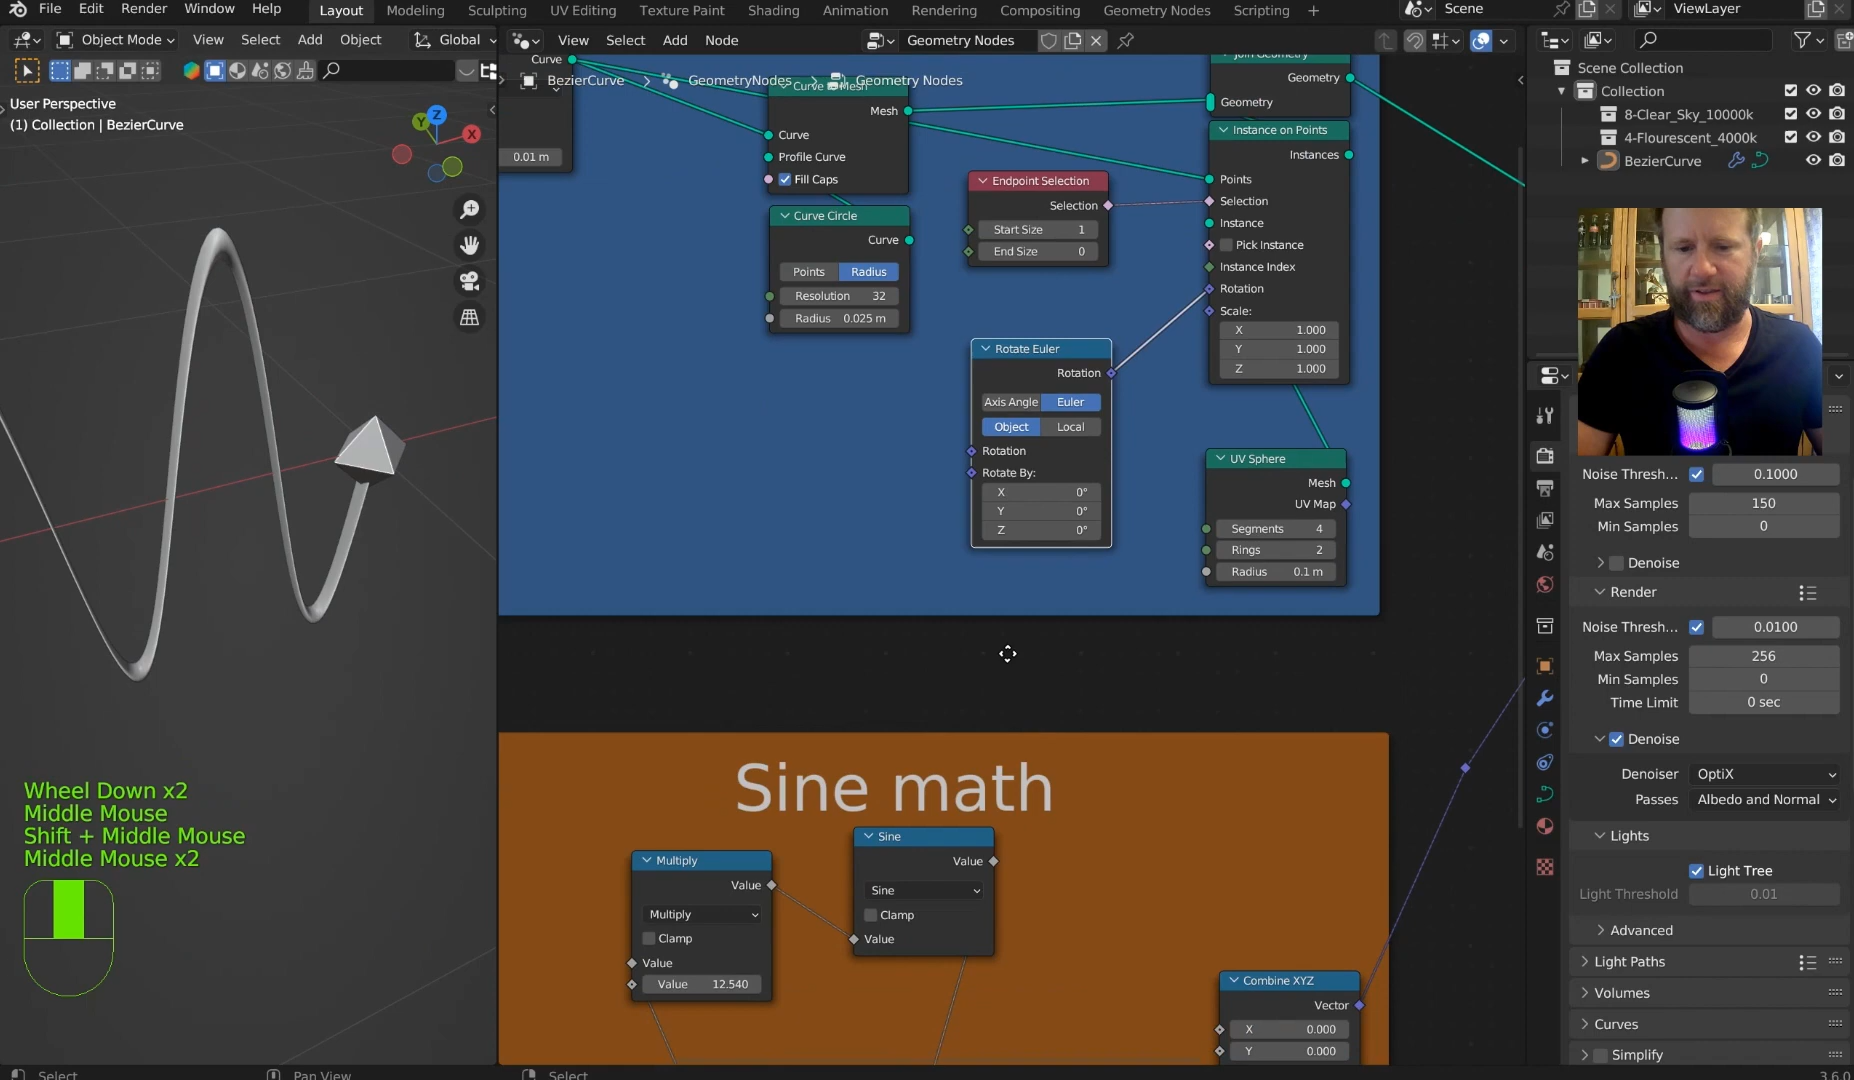 File Edit Render Window Help Layout Modeling Sculpting UV Editing Texture Paint Shading Animation Rendering Compositing Geometry Nodes Scripting + Scene ViewLayer
Object Mode View Select Add Object Global
View Select Add Node Geometry Nodes
User Perspective
(1) Collection | BezierCurve
Z
Y
X
Wheel Down x2
Middle Mouse
Shift + Middle Mouse
Middle Mouse x2
BezierCurve > GeometryNodes > Geometry Nodes
Curve
0.01 m
Mesh
Curve
Profile Curve
Fill Caps
Curve Circle
Curve
Points Radius
Resolution 32
Radius 0.025 m
Endpoint Selection
Selection
Start Size 1
End Size 0
Rotate Euler
Rotation
Axis Angle Euler
Object Local
Rotation
Rotate By:
X 0°
Y 0°
Z 0°
Join Geometry
Geometry
Geometry
Instance on Points
Instances
Points
Selection
Instance
Pick Instance
Instance Index
Rotation
Scale:
X 1.000
Y 1.000
Z 1.000
UV Sphere
Mesh
UV Map
Segments 4
Rings 2
Radius 0.1 m
Sine math
Multiply
Value
Multiply
Clamp
Value
Value 12.540
Sine
Value
Sine
Clamp
Value
Combine XYZ
Vector
X 0.000
Y 0.000
Scene Collection
Collection
8-Clear_Sky_10000k
4-Flourescent_4000k
BezierCurve
Noise Thresh... 0.1000
Max Samples 150
Min Samples 0
Denoise
Render
Noise Thresh... 0.0100
Max Samples 256
Min Samples 0
Time Limit 0 sec
Denoise
Denoiser OptiX
Passes Albedo and Normal
Lights
Light Tree
Light Threshold 0.01
Advanced
Light Paths
Volumes
Curves
Simplify
Select Pan View Select 3.6.0